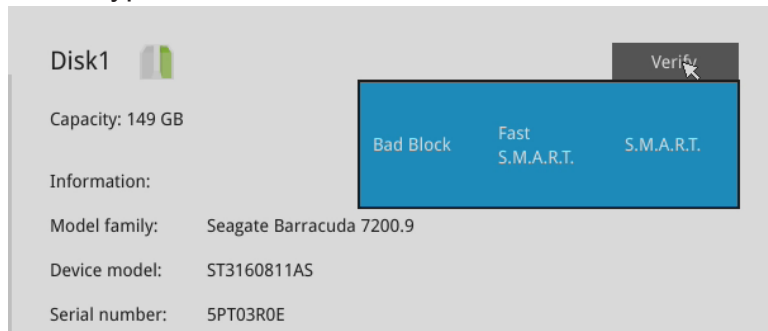 Disk1
Verify
Capacity: 149 GB
Bad Block
Fast
S.M.A.R.T.
S.M.A.R.T.
Information:
Model family: Seagate Barracuda 7200.9
Device model: ST3160811AS
Serial number: 5PT03R0E